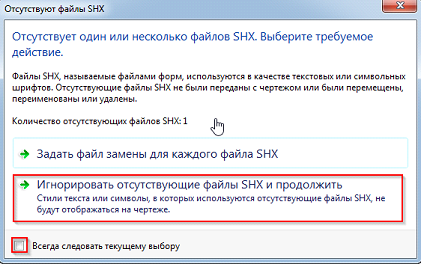 Отсутствуют файлы SHX
Отсутствует один или несколько файлов SHX. Выберите требуемое
действие.
Файлы SHX, называемые файлами форм, используются в качестве текстовых или символьных
шрифтов. Отсутствующие файлы SHX не были переданы с чертежом или были перемещены,
переименованы или удалены.
Количество отсутствующих файлов SHX: 1
Задать файл замены для каждого файла SHX
Игнорировать отсутствующие файлы SHX и продолжить
Стили текста или символы, в которых используются отсутствующие файлы SHX, не
будут отображаться на чертеже.
Всегда следовать текущему выбору